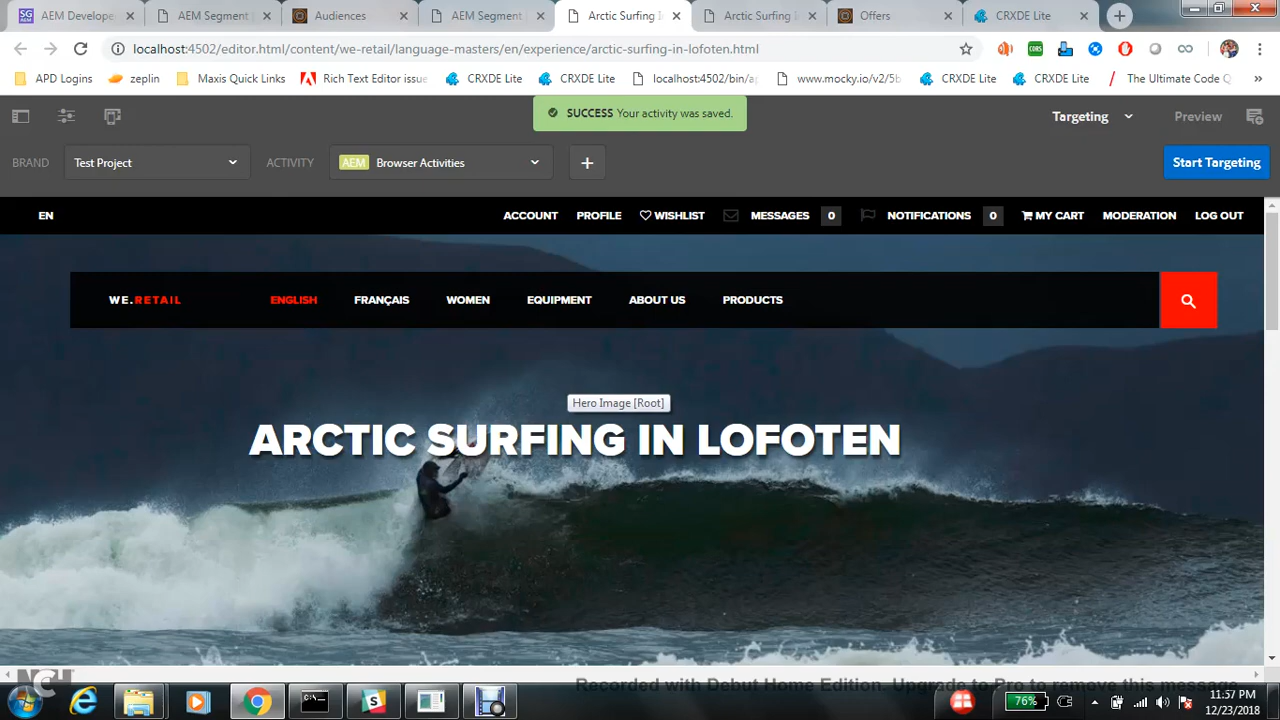 AEM Develope
AEM Segment
Audiences
AEM Segment
Arctic Surfing I
Arctic Surfing I
Offers
CRXDE Lite
localhost:4502/editor.html/content/we-retail/language-masters/en/experience/arctic-surfing-in-lofoten.html
APD Logins
zeplin
Maxis Quick Links
Rich Text Editor issue
CRXDE Lite
CRXDE Lite
localhost:4502/bin/a
www.mocky.io/v2/5b
CRXDE Lite
CRXDE Lite
The Ultimate Code Q
»
SUCCESS Your activity was saved.
Targeting
Preview
BRAND
Test Project
ACTIVITY
AEM Browser Activities
+
Start Targeting
EN
ACCOUNT
PROFILE
WISHLIST
MESSAGES 0
NOTIFICATIONS 0
MY CART
MODERATION
LOG OUT
WE.RETAIL
ENGLISH
FRANÇAIS
WOMEN
EQUIPMENT
ABOUT US
PRODUCTS
Hero Image [Root]
ARCTIC SURFING IN LOFOTEN
NCH
Recorded with Debut Home Edition. Upgrade to Pro to remove this message
76%
11:57 PM
12/23/2018